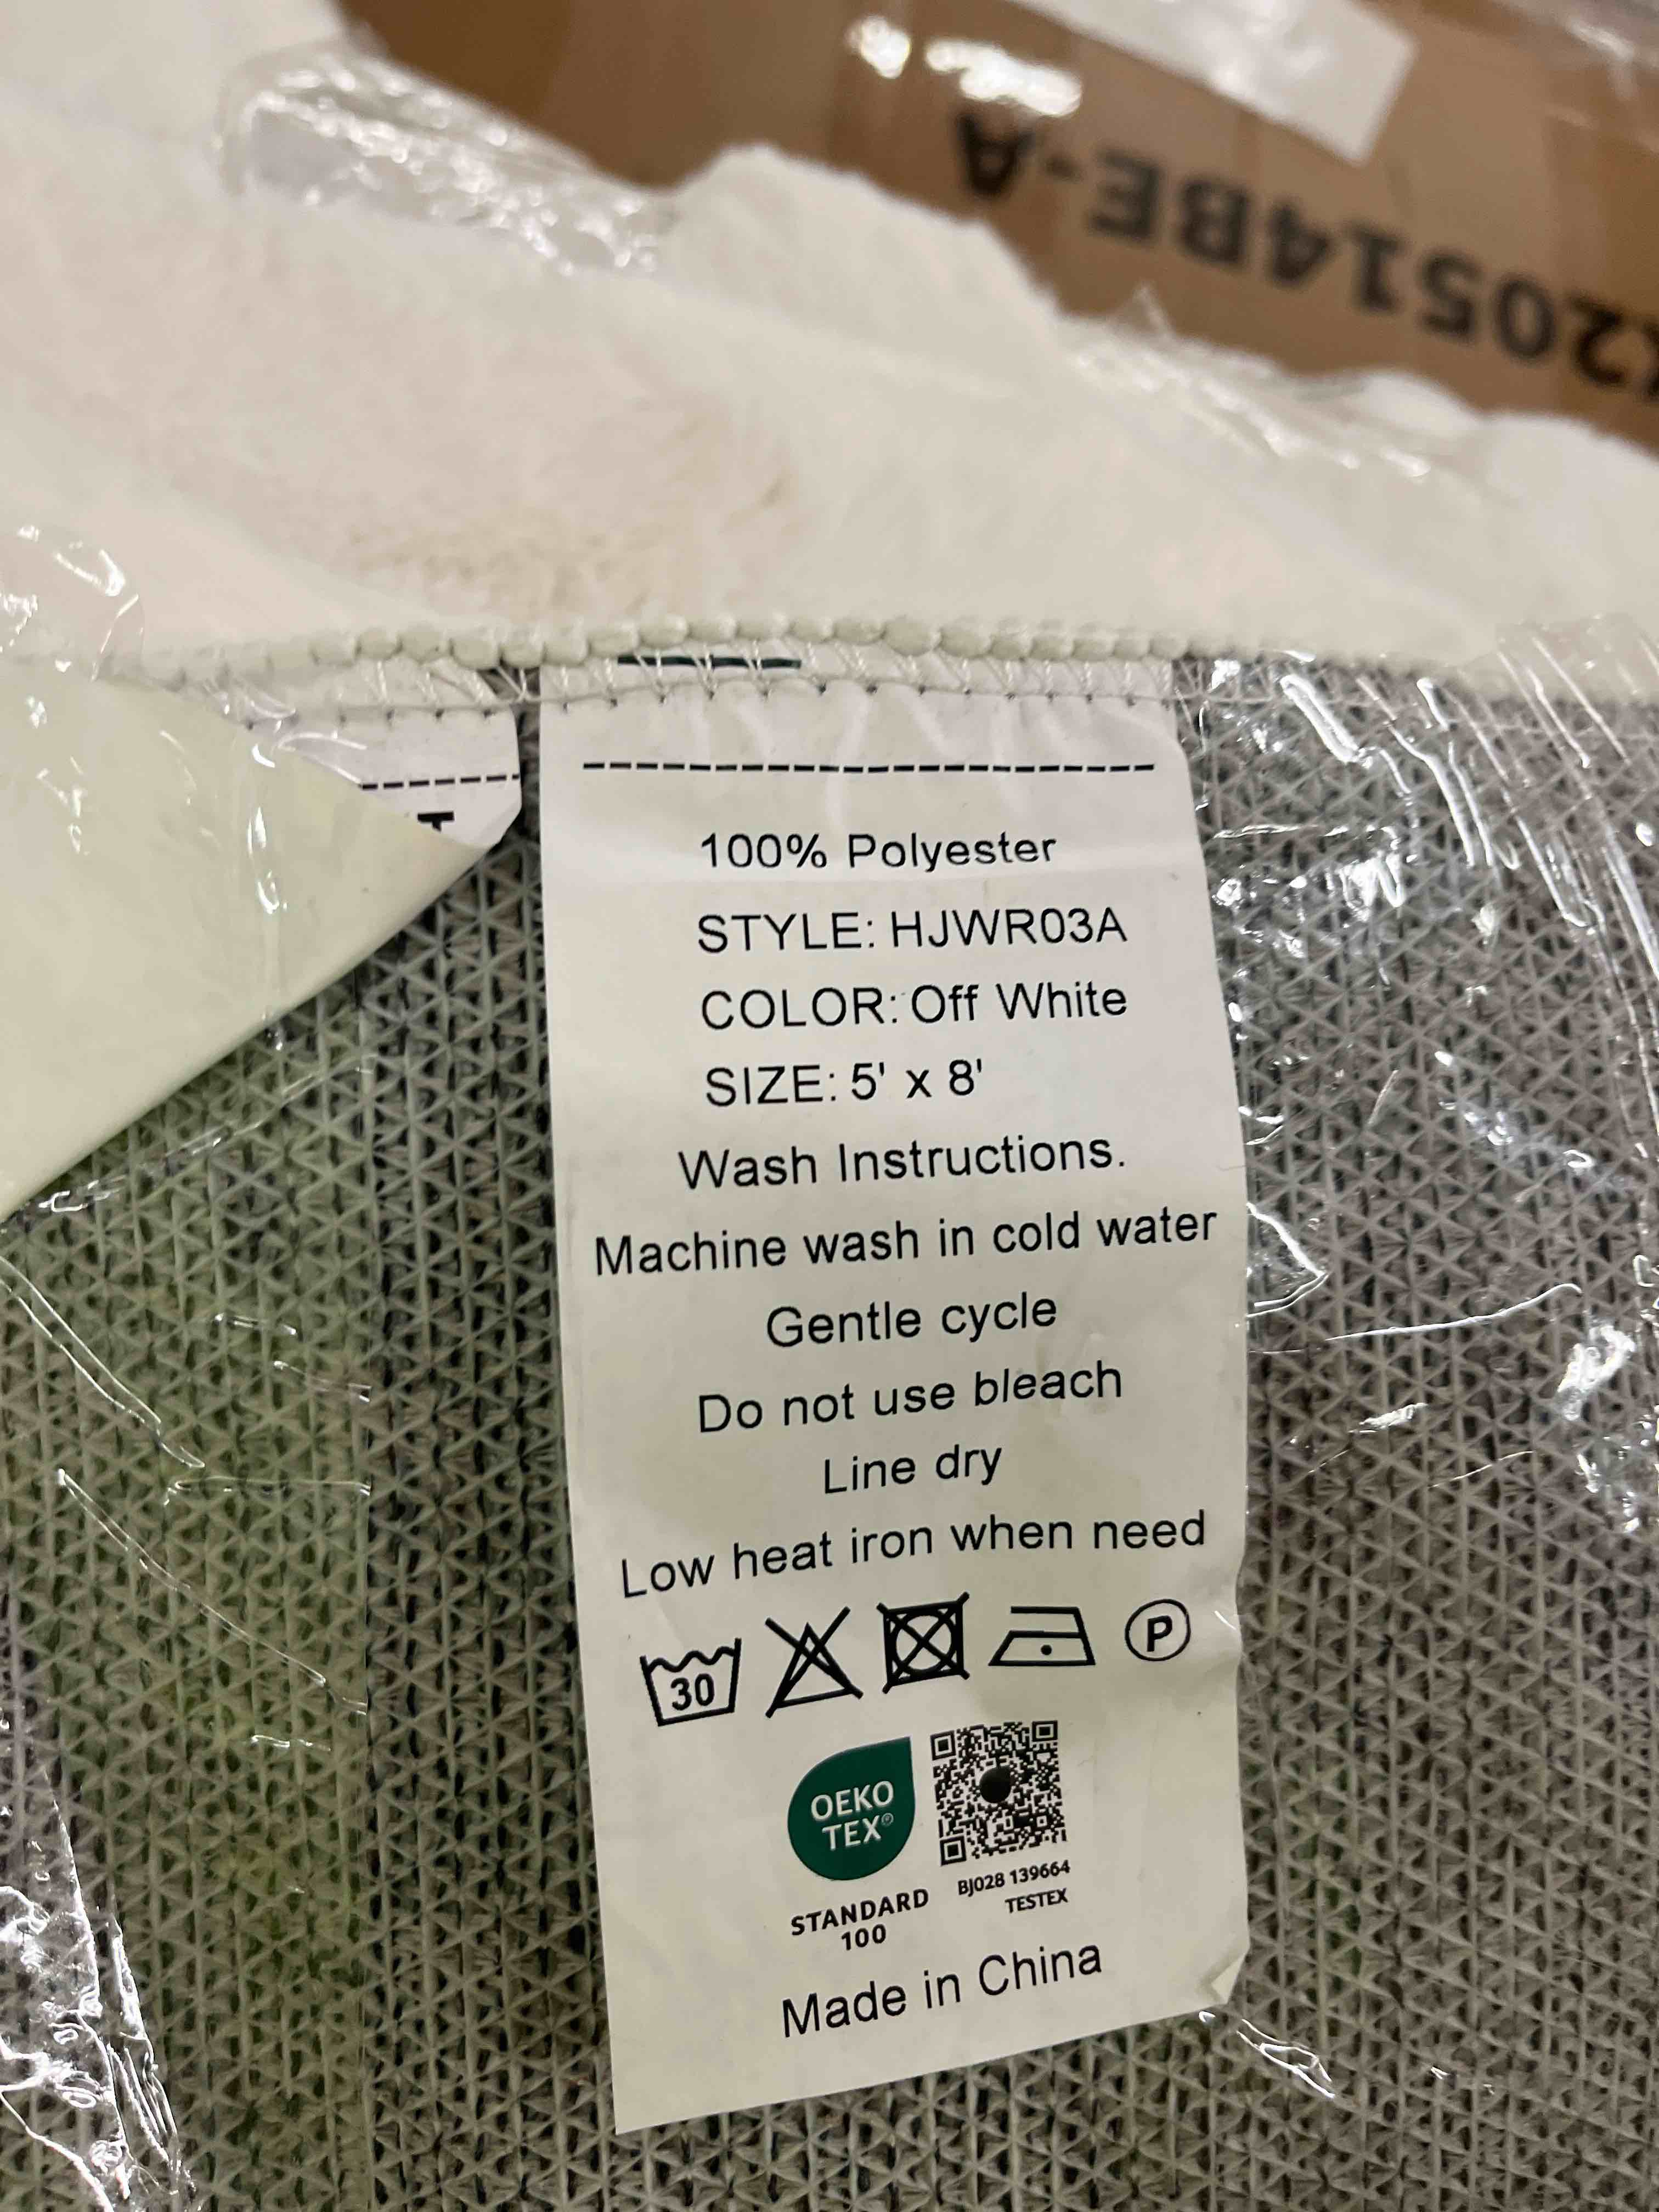 20514BE-A
100% Polyester
STYLE: HJWR03A
COLOR: Off White
SIZE: 5' x 8'
Wash Instructions.
Machine wash in cold water
Gentle cycle
Do not use bleach
Line dry
Low heat iron when need
30
P
OEKO
TEX®
STANDARD
100
BJ028 139664
TESTEX
Made in China